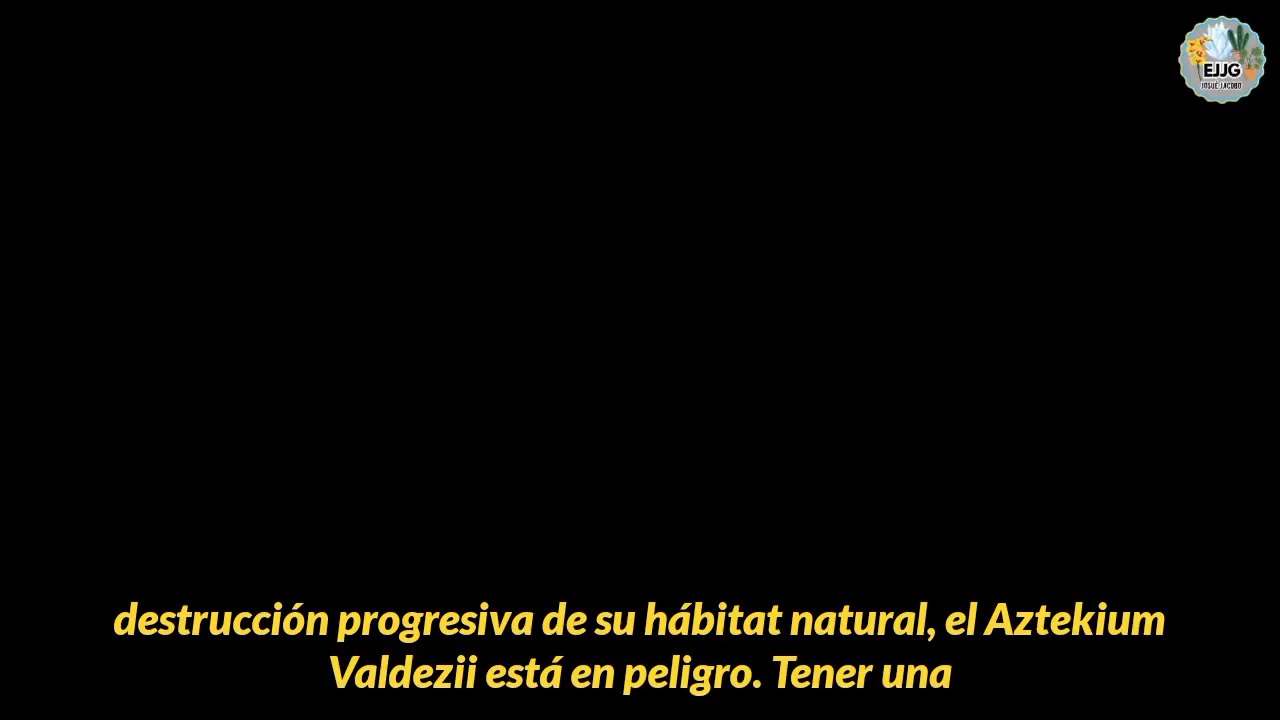 EJJG
JOSUÉ JACOBO
destrucción progresiva de su hábitat natural, el Aztekium
Valdezii está en peligro. Tener una